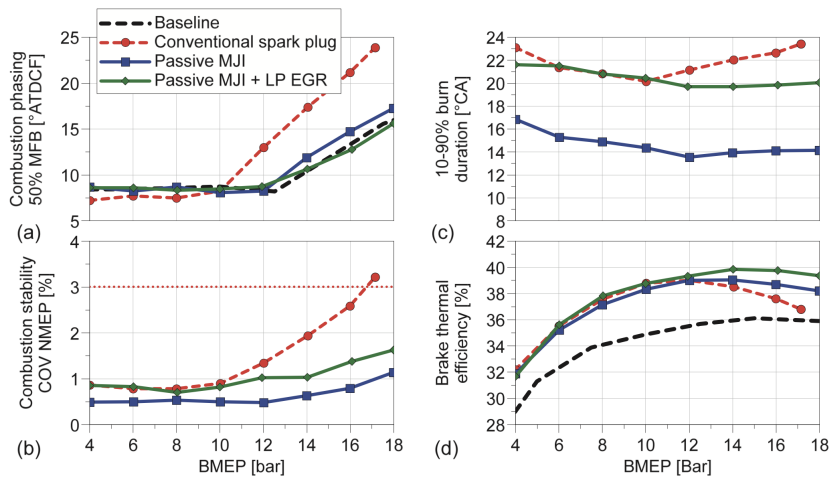 Baseline
Conventional spark plug
Passive MJI
Passive MJI + LP EGR
Combustion phasing
50% MFB [°ATDCF]
25
20
15
10
5
(a)
10-90% burn
duration [°CA]
24
22
20
18
16
14
12
10
8
(c)
Combustion stability
COV NMEP [%]
4
3
2
1
0
4
6
8
10
12
14
16
18
(b)
BMEP [bar]
Brake thermal
efficiency [%]
42
40
38
36
34
32
30
28
4
6
8
10
12
14
16
18
(d)
BMEP [Bar]